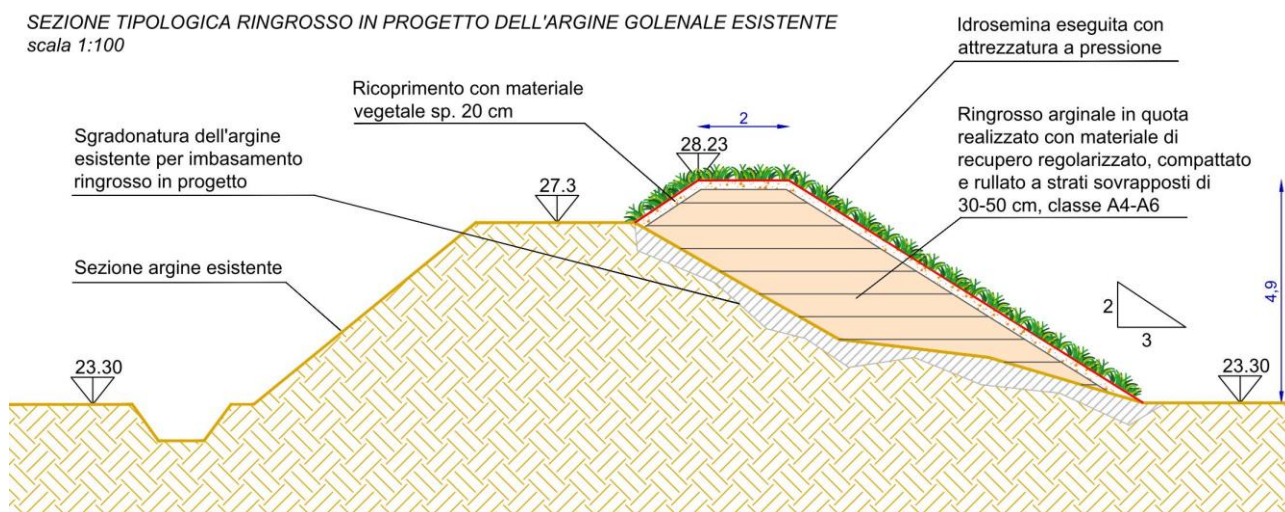 SEZIONE TIPOLOGICA RINGROSSO IN PROGETTO DELL'ARGINE GOLENALE ESISTENTE
scala 1:100
Idrosemina eseguita con
attrezzatura a pressione
Ricoprimento con materiale
vegetale sp. 20 cm
2
Ringrosso arginale in quota
realizzato con materiale di
recupero regolarizzato, compattato
e rullato a strati sovrapposti di
30-50 cm, classe A4-A6
Sgradonatura dell'argine
esistente per imbasamento
ringrosso in progetto
28.23
27.3
Sezione argine esistente
2
3
4,9
23.30
23.30